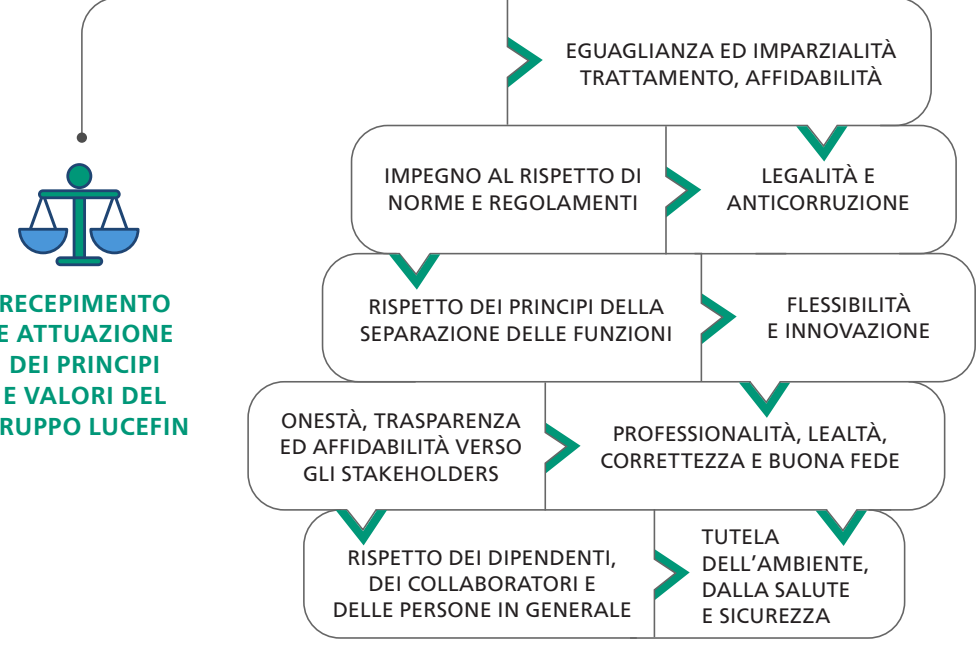 EGUAGLIANZA ED IMPARZIALITÀ
TRATTAMENTO, AFFIDABILITÀ
IMPEGNO AL RISPETTO DI
NORME E REGOLAMENTI
LEGALITÀ E
ANTICORRUZIONE
RISPETTO DEI PRINCIPI DELLA
SEPARAZIONE DELLE FUNZIONI
FLESSIBILITÀ
E INNOVAZIONE
RECEPIMENTO
E ATTUAZIONE
DEI PRINCIPI
E VALORI DEL
RUPPO LUCEFIN
ONESTÀ, TRASPARENZA
ED AFFIDABILITÀ VERSO
GLI STAKEHOLDERS
PROFESSIONALITÀ, LEALTÀ,
CORRETTEZZA E BUONA FEDE
RISPETTO DEI DIPENDENTI,
DEI COLLABORATORI E
DELLE PERSONE IN GENERALE
TUTELA
DELL'AMBIENTE,
DALLA SALUTE
E SICUREZZA